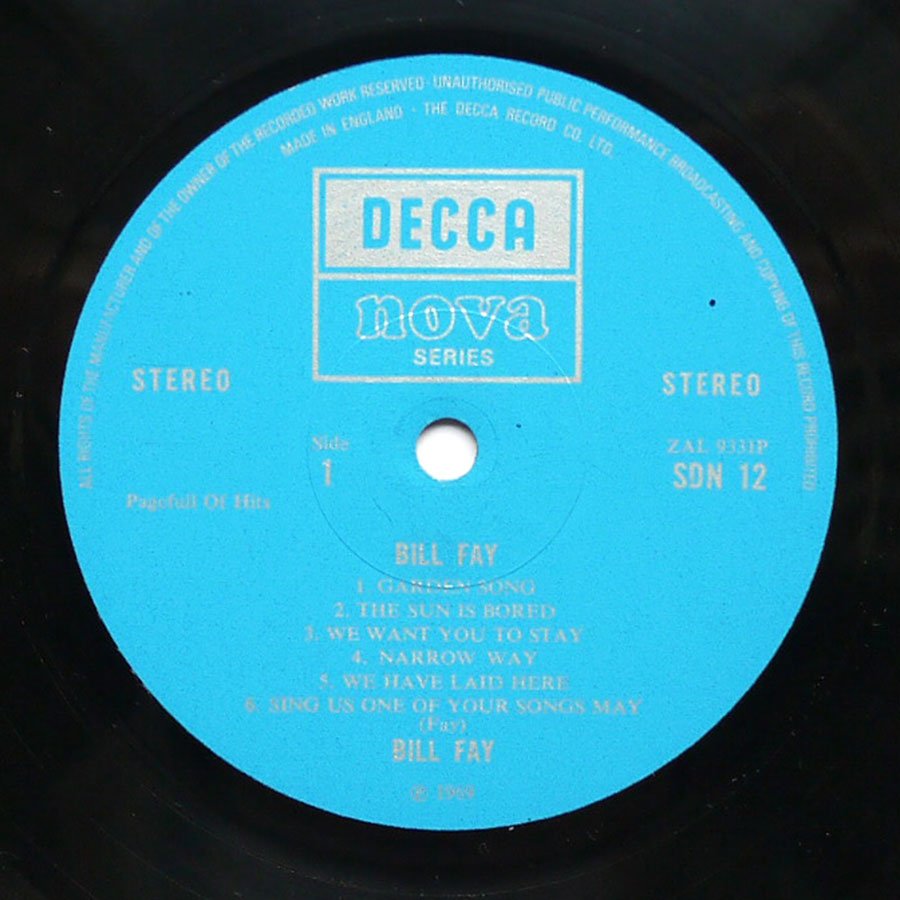 ALL RIGHTS OF THE MANUFACTURER AND OF THE OWNER OF THE RECORDED WORK RESERVED · UNAUTHORISED PUBLIC PERFORMANCE BROADCASTING AND COPYING OF THIS RECORD PROHIBITED
MADE IN ENGLAND · THE DECCA RECORD CO. LTD.
DECCA
nova
SERIES
STEREO
STEREO
Side
1
ZAL 9331P
SDN 12
Pagefull Of Hits
BILL FAY
1. GARDEN SONG
2. THE SUN IS BORED
3. WE WANT YOU TO STAY
4. NARROW WAY
5. WE HAVE LAID HERE
6. SING US ONE OF YOUR SONGS MAY
(Fay)
BILL FAY
℗ 1969